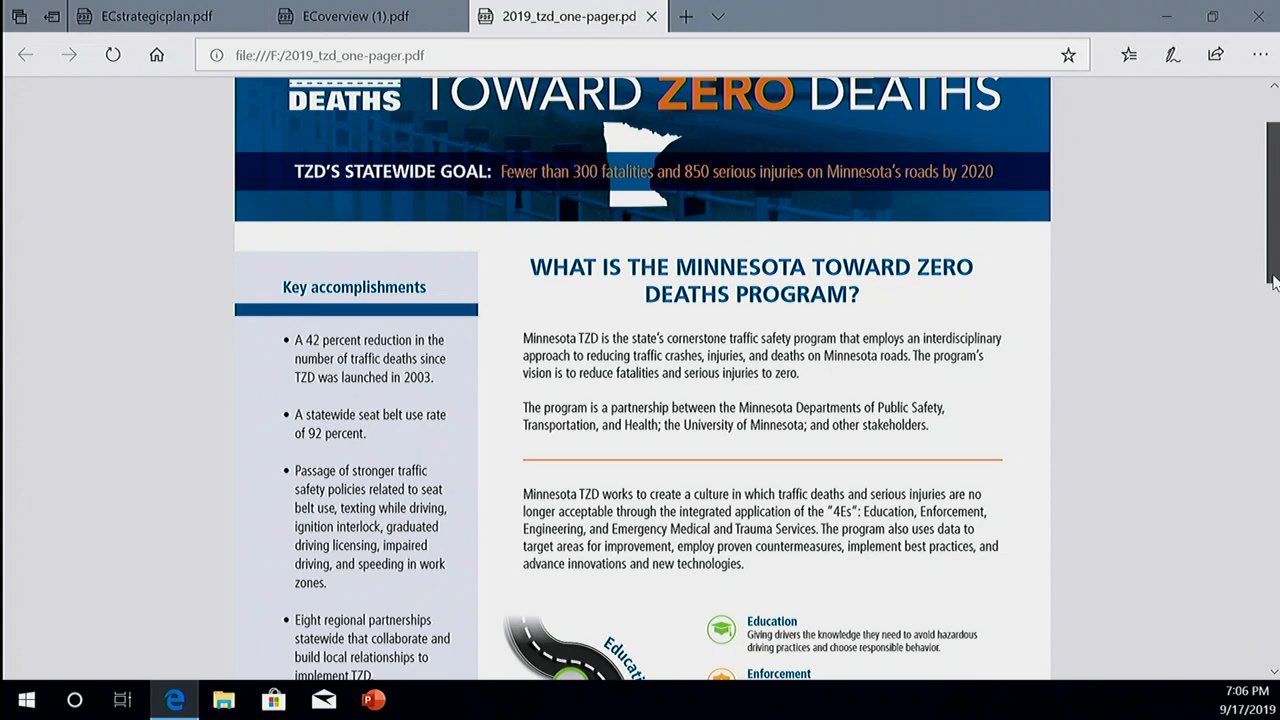 ECstrategicplan.pdf
ECoverview (1).pdf
2019_tzd_one-pager.pd
file:///F:/2019_tzd_one-pager.pdf
DEATHS
TOWARD ZERO DEATHS
TZD'S STATEWIDE GOAL: Fewer than 300 fatalities and 850 serious injuries on Minnesota's roads by 2020
Key accomplishments
• A 42 percent reduction in the
number of traffic deaths since
TZD was launched in 2003.
• A statewide seat belt use rate
of 92 percent.
• Passage of stronger traffic
safety policies related to seat
belt use, texting while driving,
ignition interlock, graduated
driving licensing, impaired
driving, and speeding in work
zones.
• Eight regional partnerships
statewide that collaborate and
build local relationships to
implement TZD.
WHAT IS THE MINNESOTA TOWARD ZERO
DEATHS PROGRAM?
Minnesota TZD is the state's cornerstone traffic safety program that employs an interdisciplinary
approach to reducing traffic crashes, injuries, and deaths on Minnesota roads. The program's
vision is to reduce fatalities and serious injuries to zero.
The program is a partnership between the Minnesota Departments of Public Safety,
Transportation, and Health; the University of Minnesota; and other stakeholders.
Minnesota TZD works to create a culture in which traffic deaths and serious injuries are no
longer acceptable through the integrated application of the "4Es": Education, Enforcement,
Engineering, and Emergency Medical and Trauma Services. The program also uses data to
target areas for improvement, employ proven countermeasures, implement best practices, and
advance innovations and new technologies.
Educati
Education
Giving drivers the knowledge they need to avoid hazardous
driving practices and choose responsible behavior.
Enforcement
7:06 PM
9/17/2019